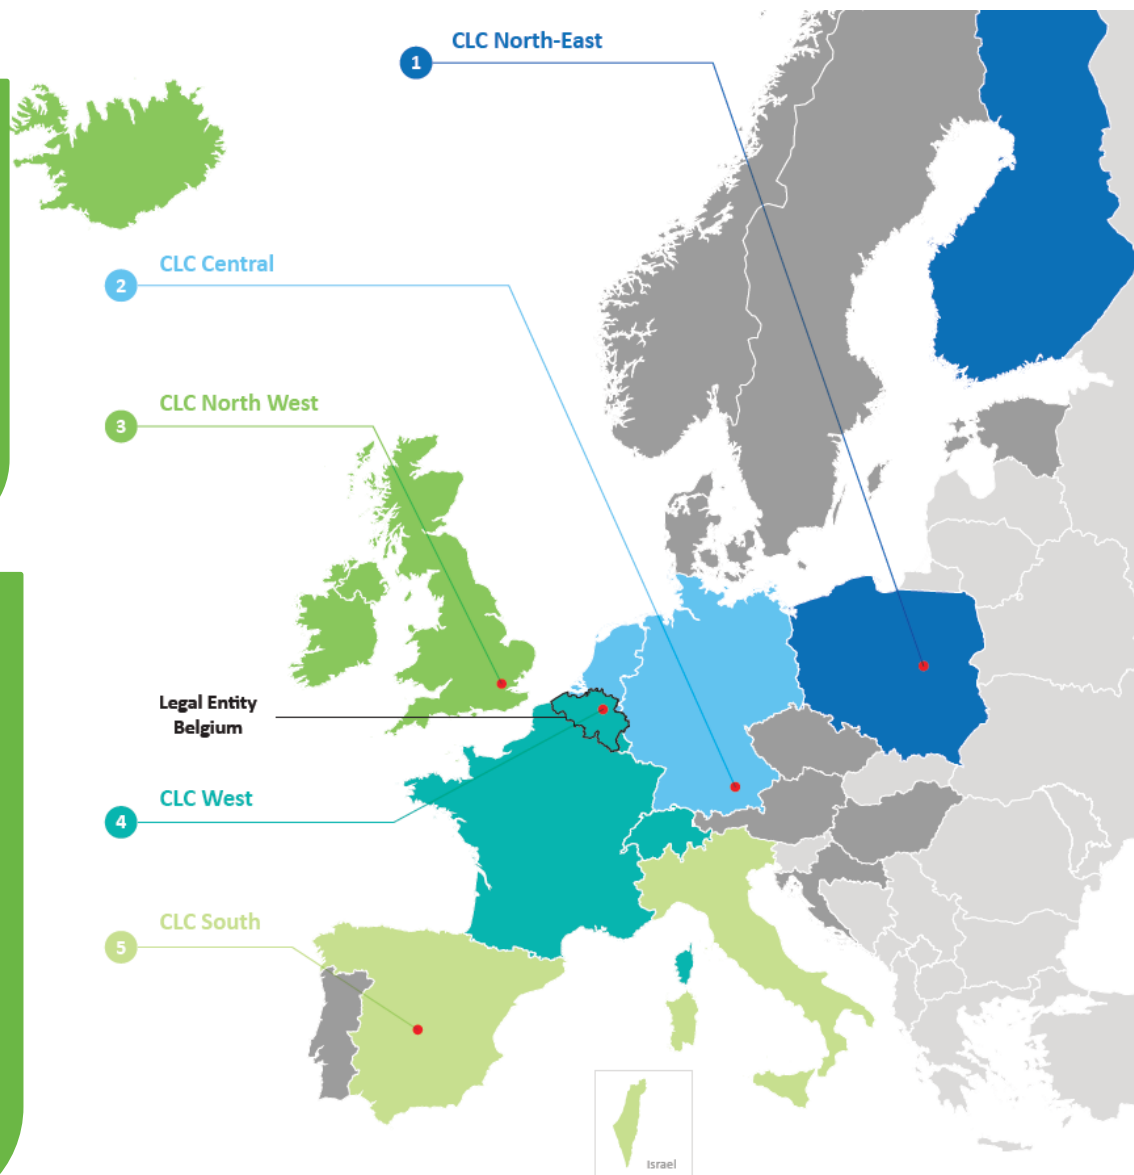 CLC North-East
1
CLC Central
2
CLC North West
3
Legal Entity
Belgium
CLC West
4
CLC South
5
Israel